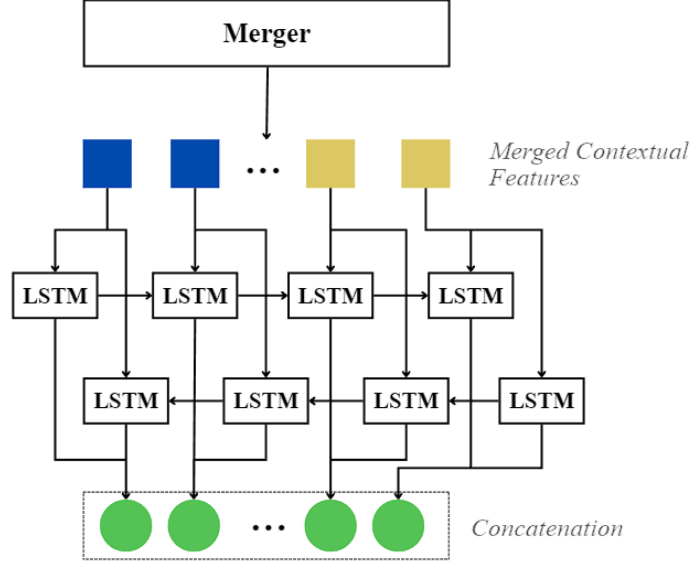 Merger
...
Merged Contextual
Features
LSTM LSTM LSTM LSTM
LSTM LSTM LSTM LSTM
...
Concatenation